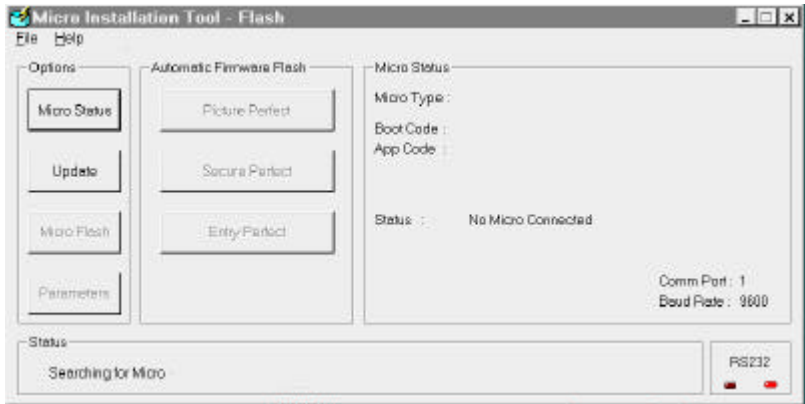 Micro Installation Tool - Flash
File Help
Options
Micro Status
Update
Micro Flash
Parameters
Automatic Firmware Flash
Picture Perfect
Secure Perfect
Entry Perfect
Micro Status
Micro Type :
Boot Code :
App Code :
Status : No Micro Connected
Comm Port : 1
Baud Rate : 9600
Status
Searching for Micro
RS232